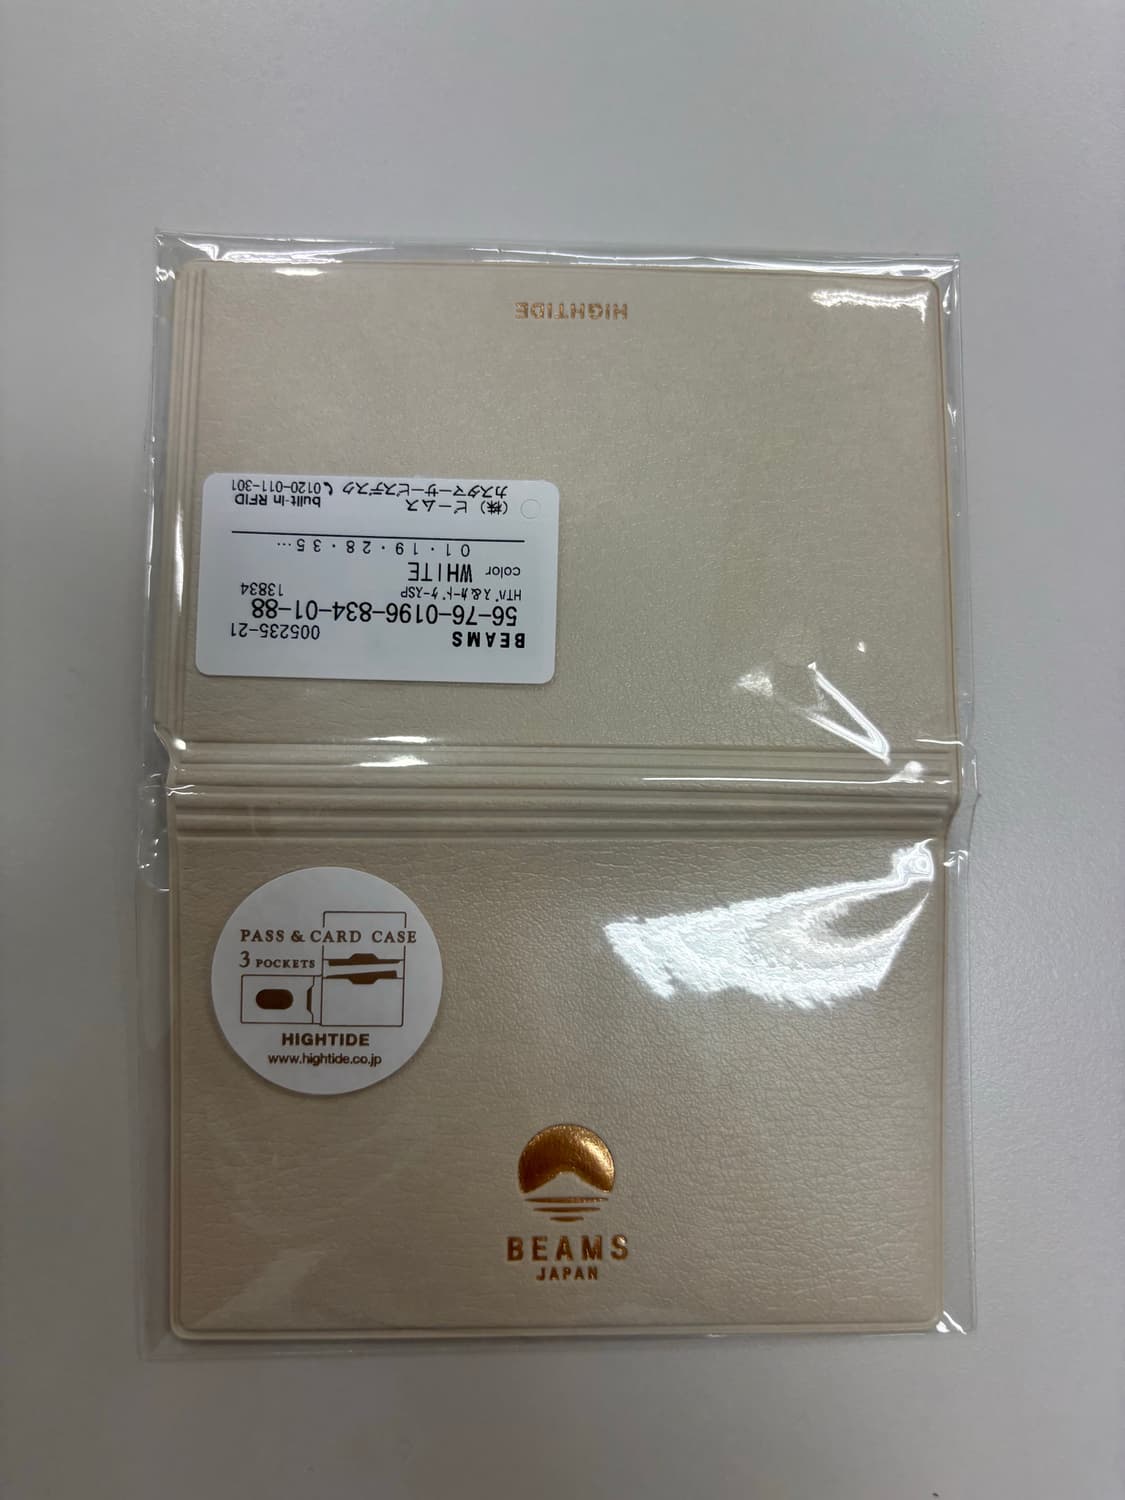 HIGHTIDE
BEAMS 005235-21
56-76-0196-834-01-88
HTパス&カードケースSP 13834
color WHITE
01・19・28・35…
(株) ビームス built-in RFID
カスタマーサービスデスク 0120-011-301
PASS & CARD CASE
3 POCKETS
HIGHTIDE
www.hightide.co.jp
BEAMS
JAPAN